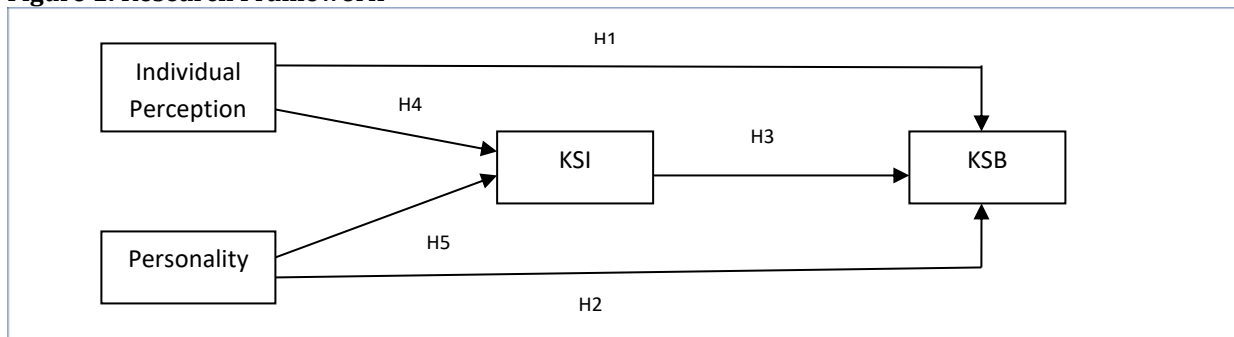 Figure 1. Research Framework
H1
Individual
Perception
H4
KSI
H3
KSB
Personality
H5
H2